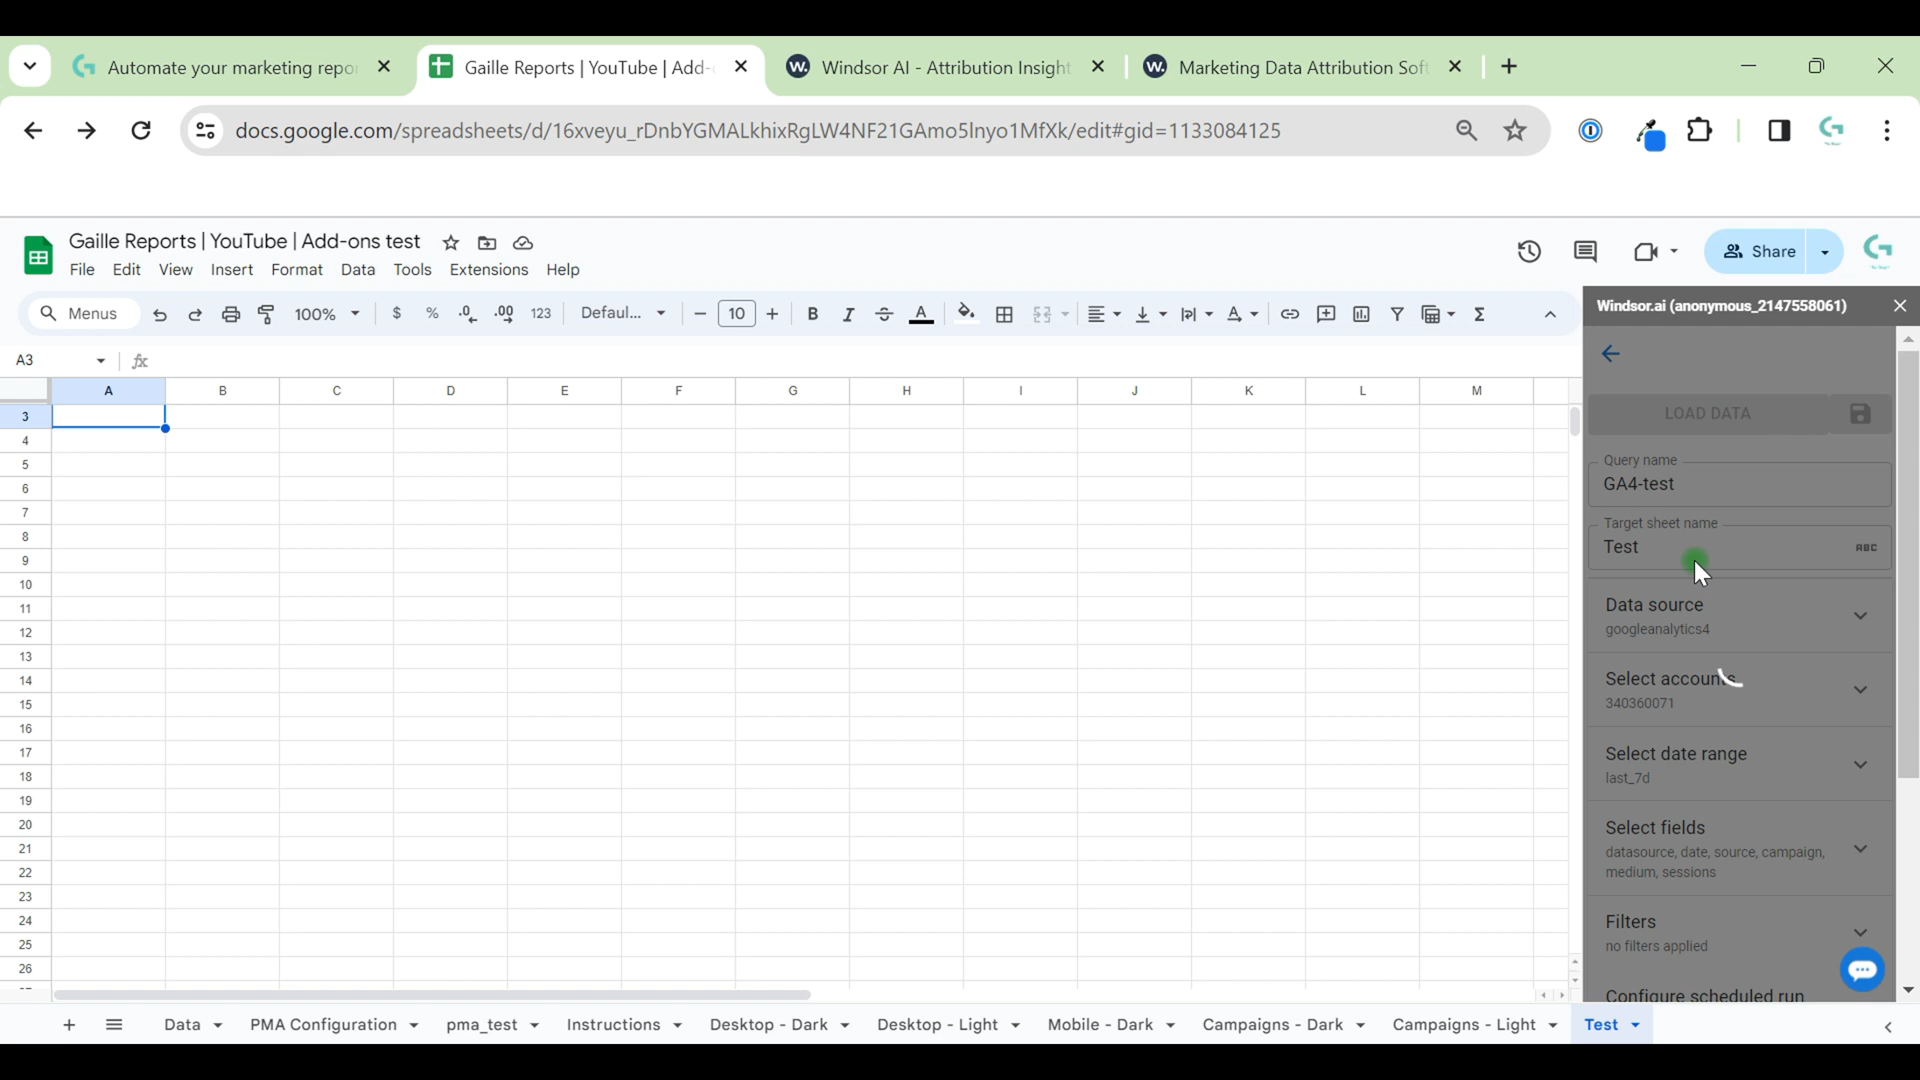 Automate your marketing repo
Gaille Reports | YouTube | Add-
Windsor AI - Attribution Insight
Marketing Data Attribution Sof
docs.google.com/spreadsheets/d/16xveyu_rDnbYGMALkhixRgLW4NF21GAmo5lnyo1MfXk/edit#gid=1133084125
Gaille Reports | YouTube | Add-ons test
File Edit View Insert Format Data Tools Extensions Help
Share
Menus 100% $ % .0 .00 123 Defaul... 10 B I S A
Windsor.ai (anonymous_2147558061)
A3 fx
A B C D E F G H I J K L M
3
4
5
6
7
8
9
10
11
12
13
14
15
16
17
18
19
20
21
22
23
24
25
26
LOAD DATA
Query name
GA4-test
Target sheet name
Test ABC
Data source
googleanalytics4
Select accounts
340360071
Select date range
last_7d
Select fields
datasource, date, source, campaign,
medium, sessions
Filters
no filters applied
Configure scheduled run
Data PMA Configuration pma_test Instructions Desktop - Dark Desktop - Light Mobile - Dark Campaigns - Dark Campaigns - Light Test